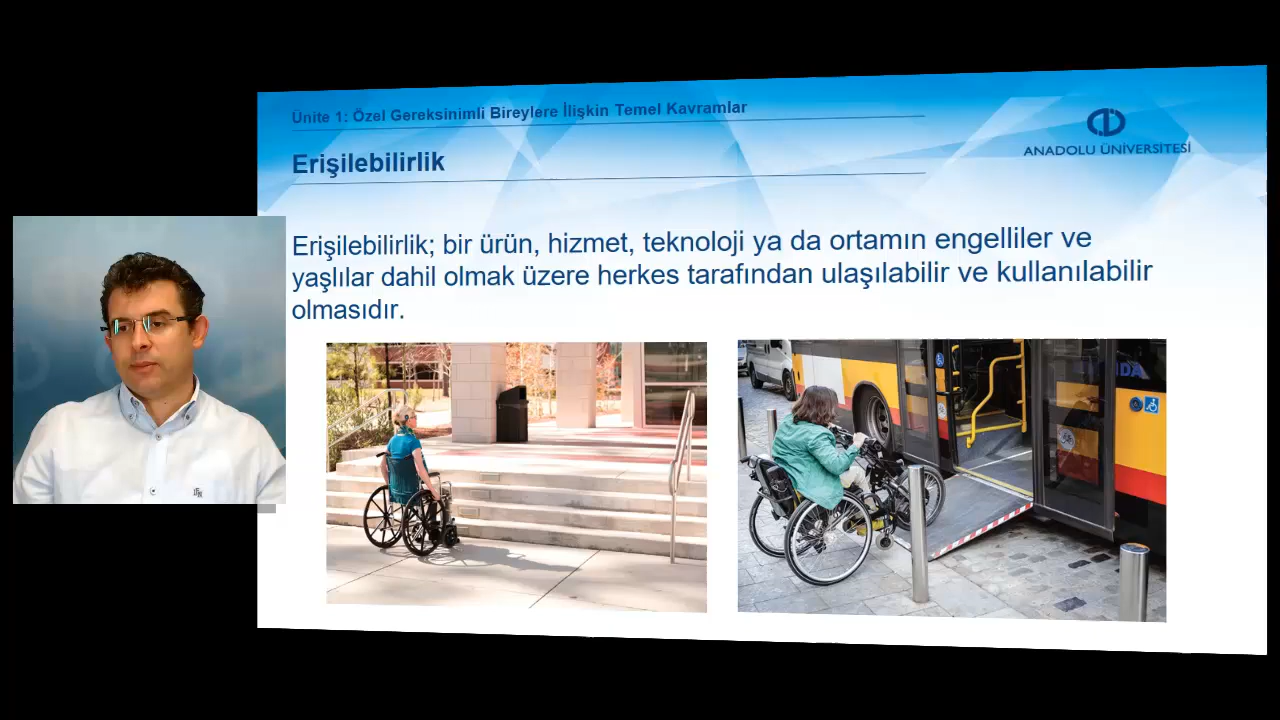 Ünite 1: Özel Gereksinimli Bireylere İlişkin Temel Kavramlar
ANADOLU ÜNİVERSİTESİ
Erişilebilirlik
Erişilebilirlik; bir ürün, hizmet, teknoloji ya da ortamın engelliler ve
yaşlılar dahil olmak üzere herkes tarafından ulaşılabilir ve kullanılabilir
olmasıdır.